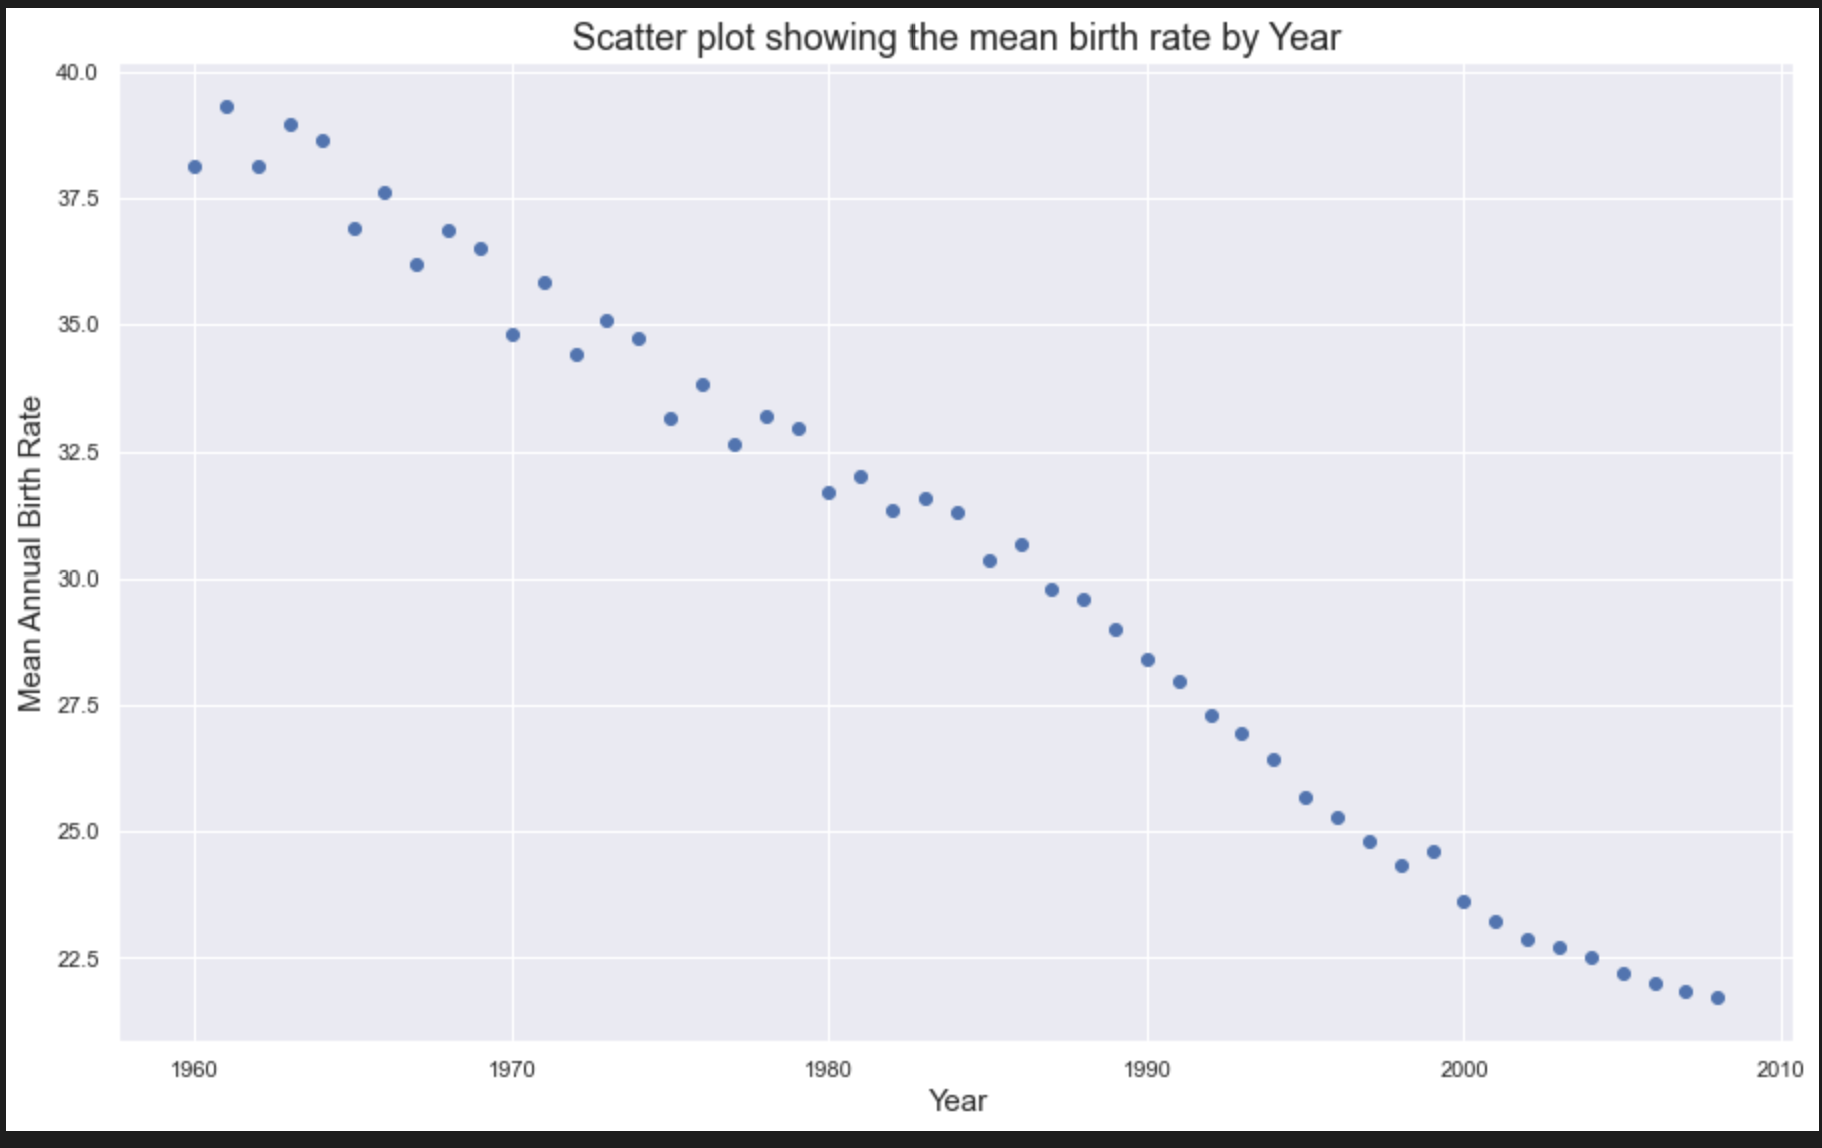 Scatter plot showing the mean birth rate by Year
40.0
37.5
35.0
32.5
30.0
27.5
25.0
22.5
Mean Annual Birth Rate
1960 1970 1980 1990 2000 2010
Year